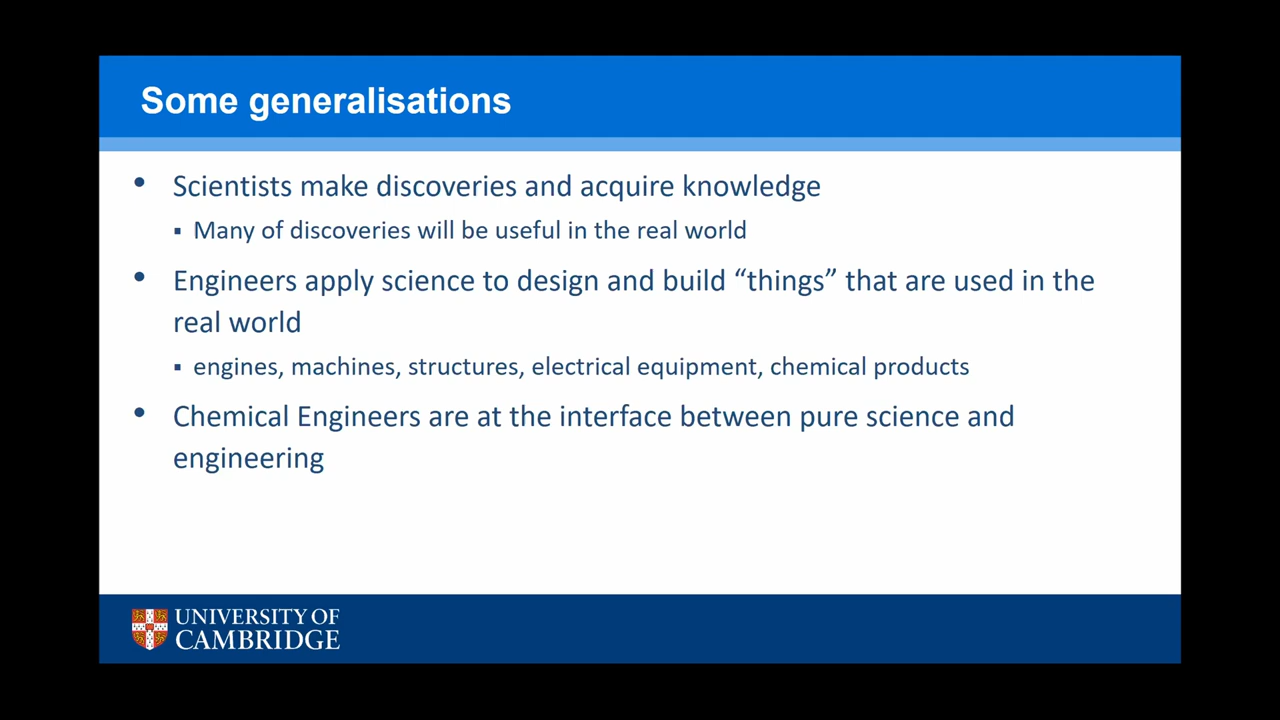 Some generalisations
• Scientists make discoveries and acquire knowledge
▪ Many of discoveries will be useful in the real world
• Engineers apply science to design and build “things” that are used in the
real world
▪ engines, machines, structures, electrical equipment, chemical products
• Chemical Engineers are at the interface between pure science and
engineering
UNIVERSITY OF
CAMBRIDGE